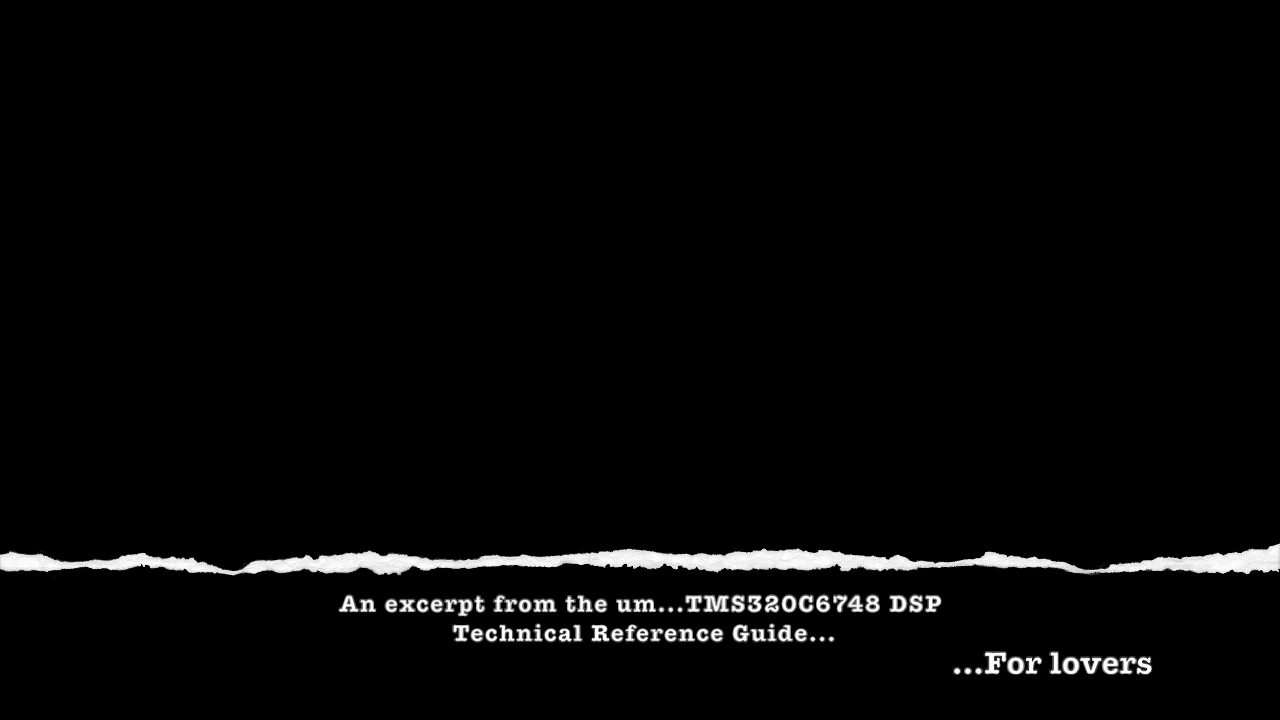 An excerpt from the um...TMS320C6748 DSP
Technical Reference Guide...
...For lovers